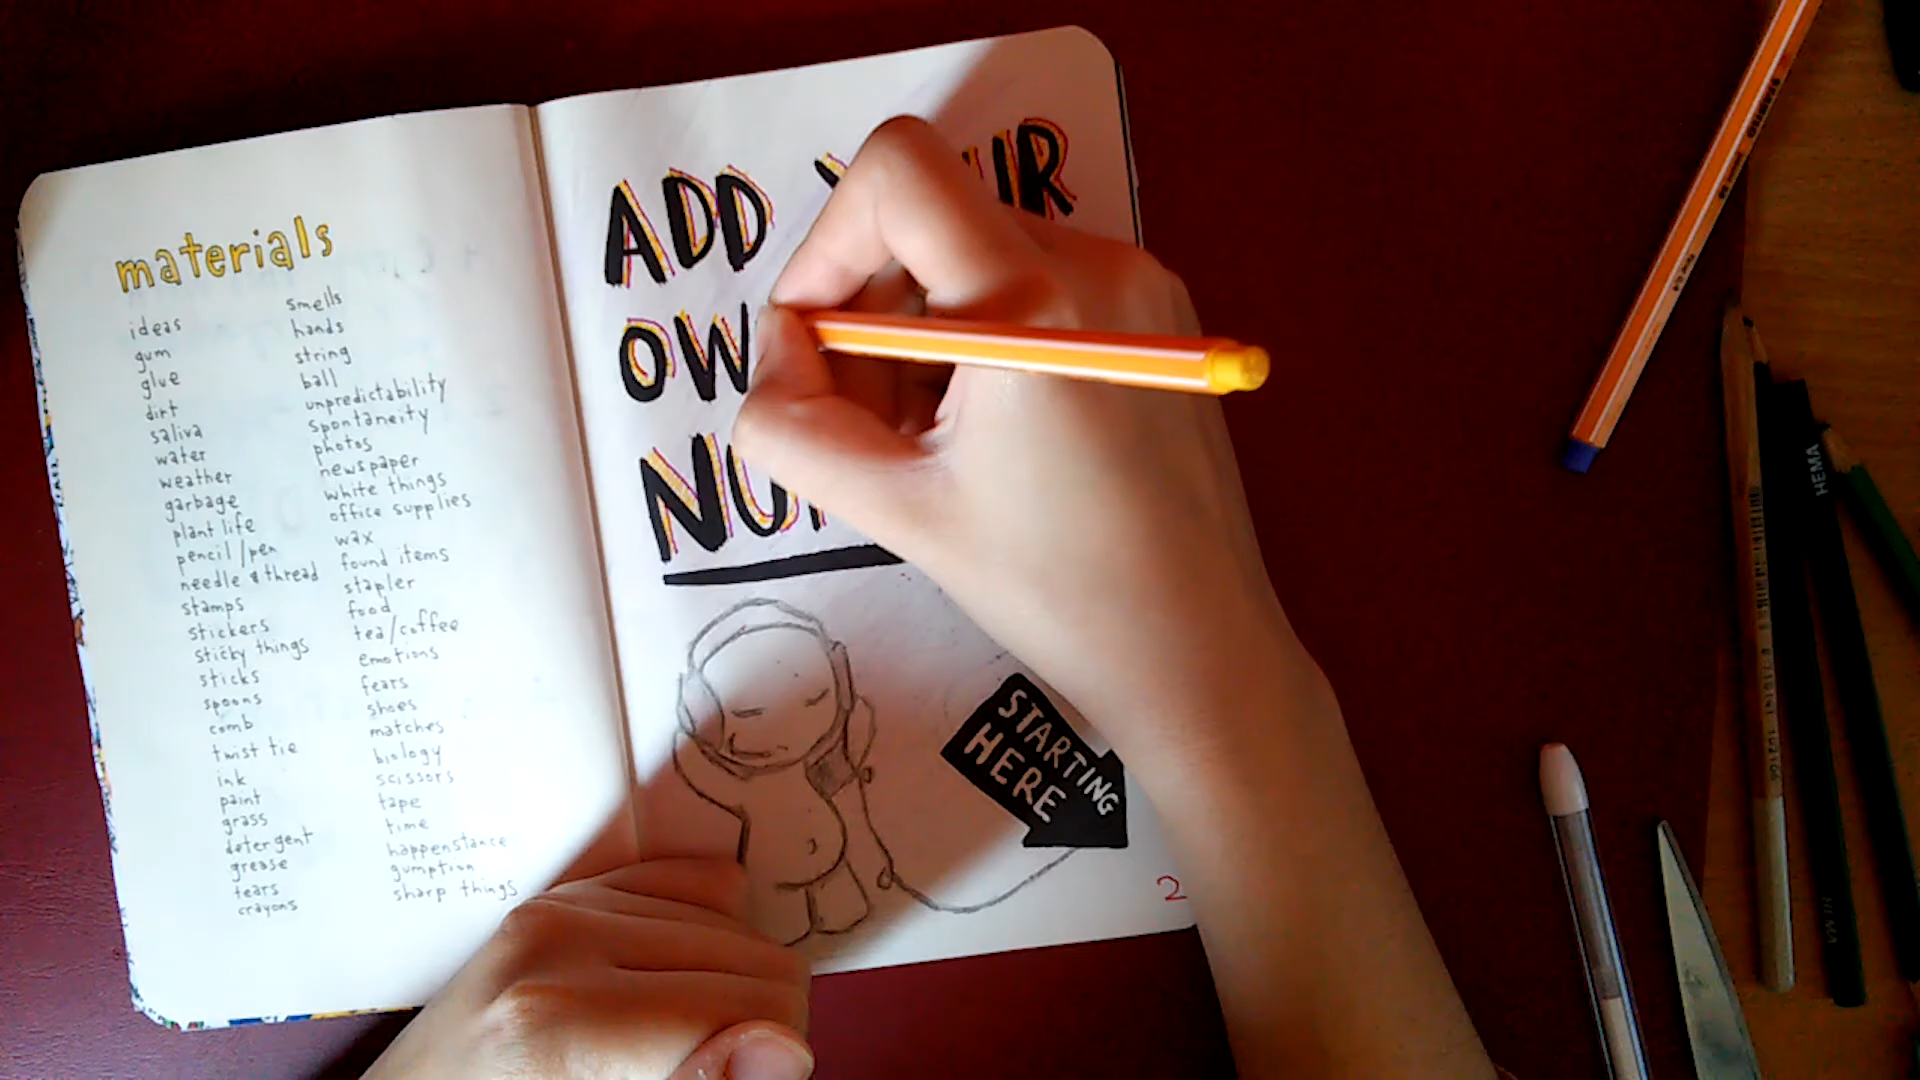 materials
ideas
gum
glue
dirt
saliva
water
weather
garbage
plant life
pencil/pen
needle & thread
stamps
stickers
sticky things
sticks
spoons
comb
twist tie
ink
paint
grass
detergent
grease
tears
crayons
smells
hands
string
ball
unpredictability
spontaneity
photos
newspaper
white things
office supplies
wax
found items
stapler
food
tea/coffee
emotions
fears
shoes
matches
biology
scissors
tape
time
happenstance
gumption
sharp things
ADD
STARTING
HERE
2
HEMA